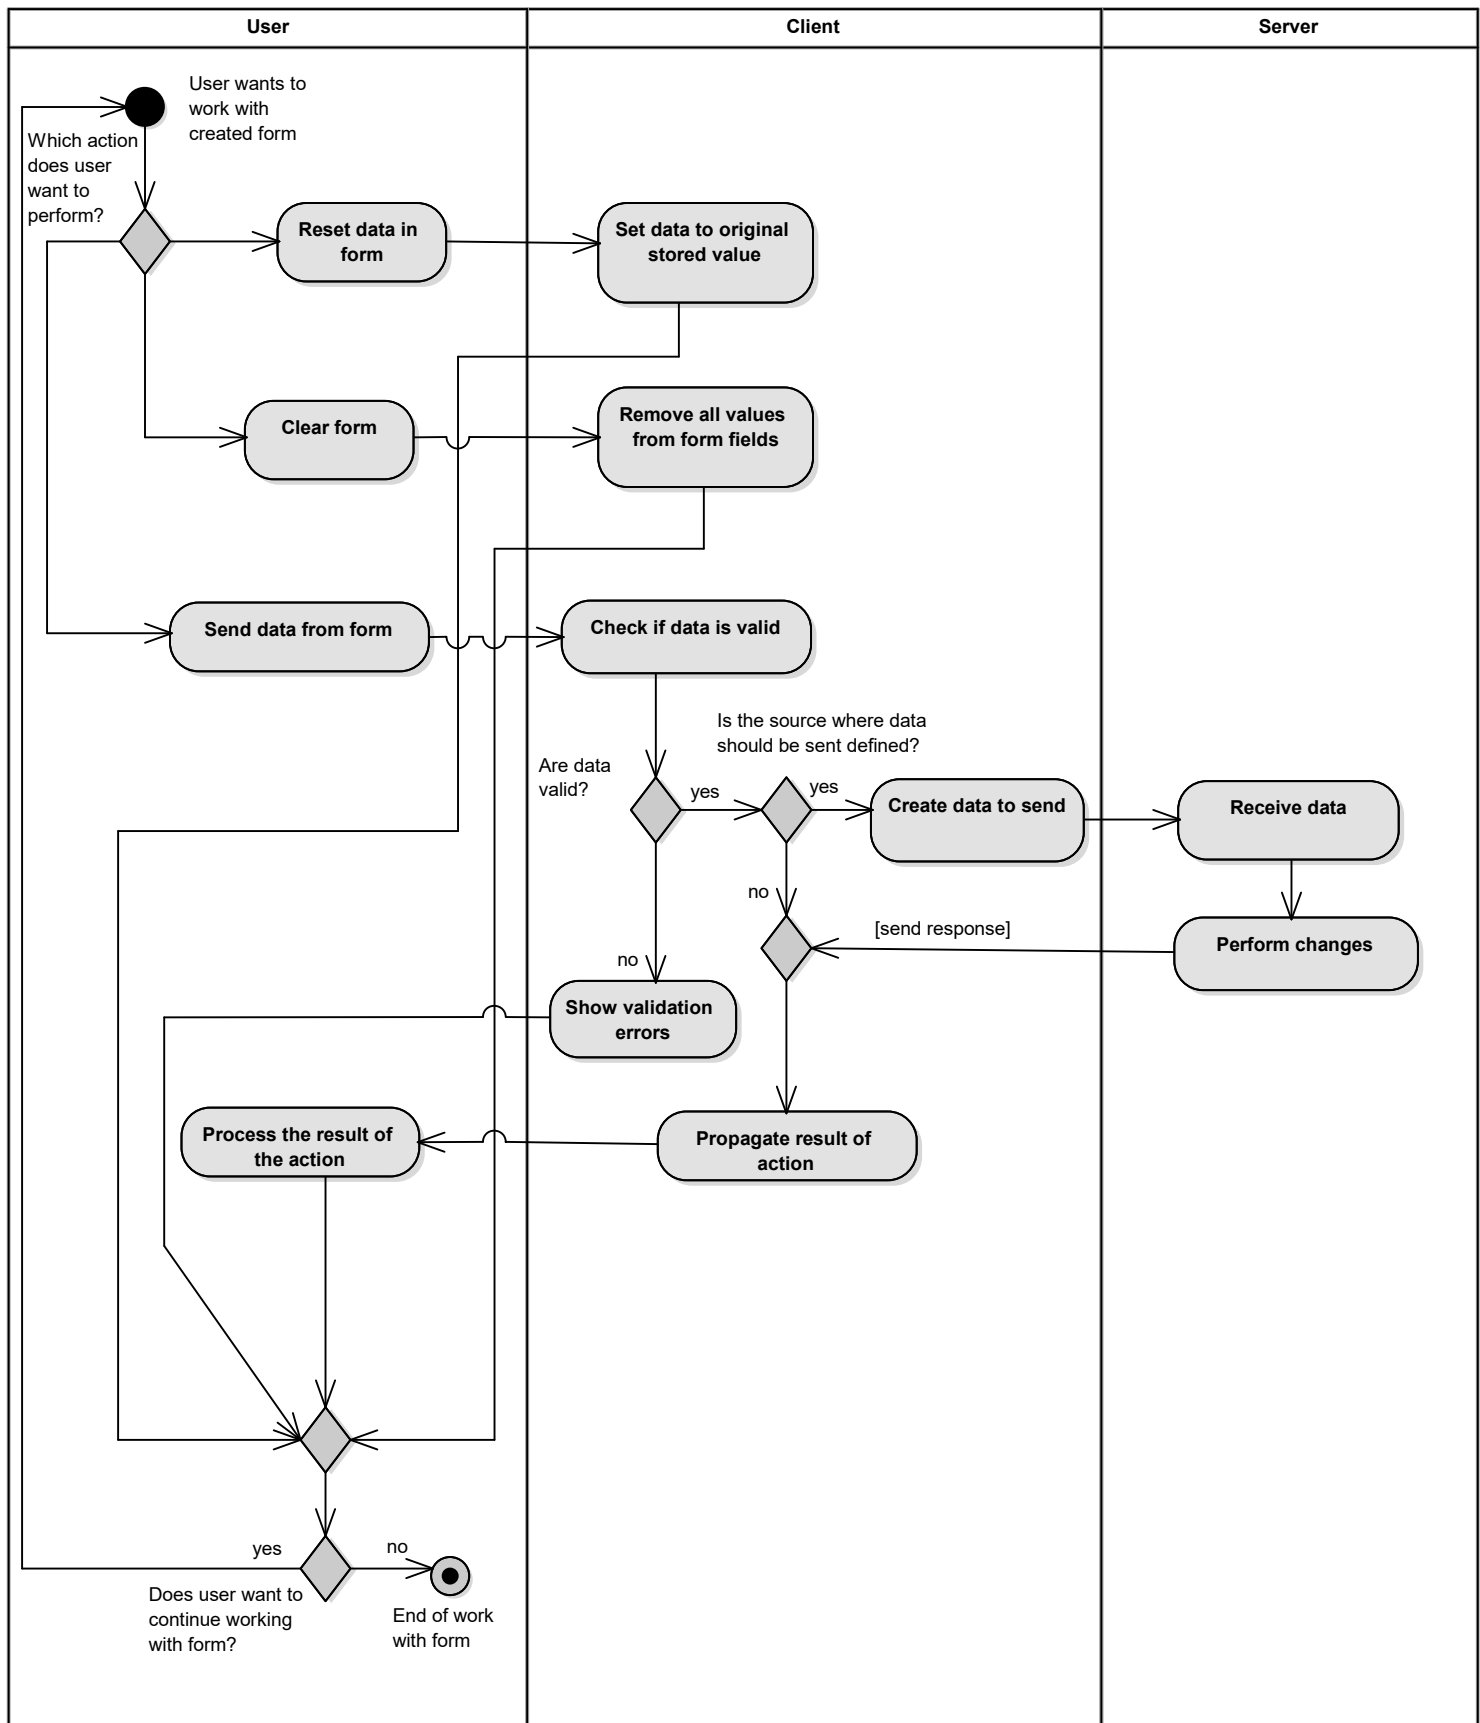 User
Client
Server
User wants to
work with
created form
Which action
does user
want to
perform?
Reset data in
form
Set data to original
stored value
Clear form
Remove all values
from form fields
Send data from form
Check if data is valid
Is the source where data
should be sent defined?
Are data
valid?
yes
yes
Create data to send
Receive data
no
[send response]
Perform changes
no
Show validation
errors
Process the result of
the action
Propagate result of
action
yes
no
Does user want to
continue working
with form?
End of work
with form